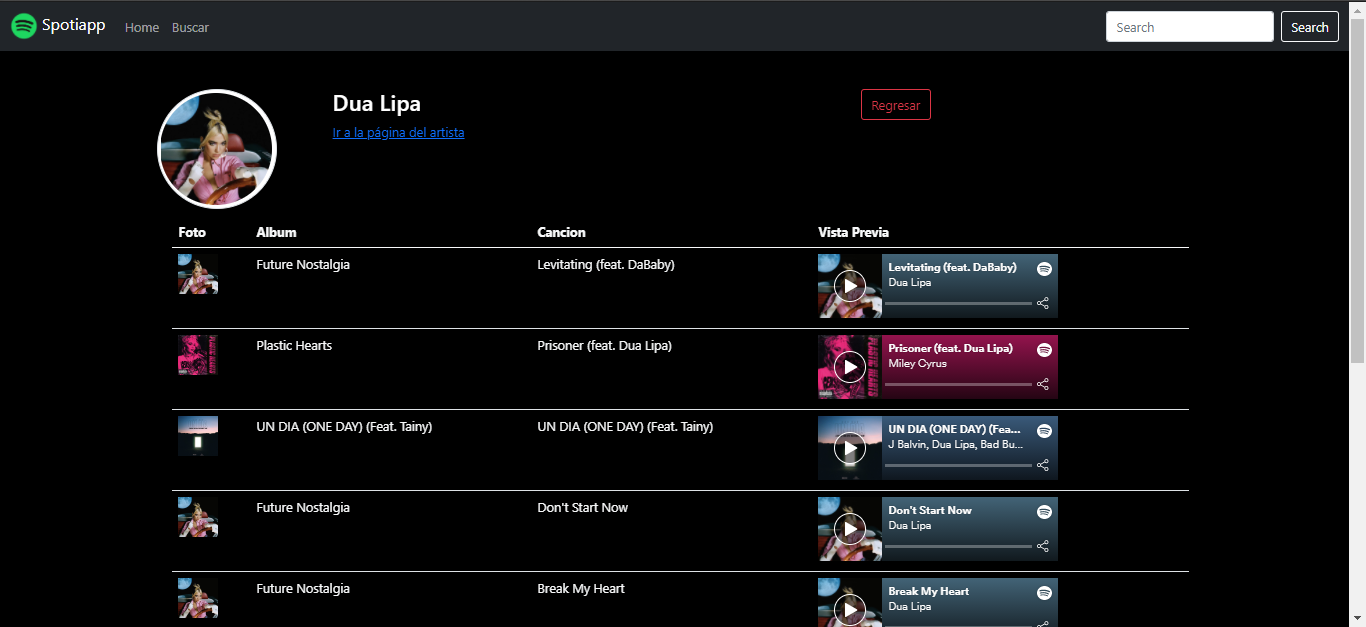 Spotiapp Home Buscar Search Search
Dua Lipa Regresar
Ir a la página del artista
Foto Album Cancion Vista Previa
Future Nostalgia Levitating (feat. DaBaby) Levitating (feat. DaBaby)
Dua Lipa
Plastic Hearts Prisoner (feat. Dua Lipa) Prisoner (feat. Dua Lipa)
Miley Cyrus
UN DIA (ONE DAY) (Feat. Tainy) UN DIA (ONE DAY) (Feat. Tainy) UN DIA (ONE DAY) (Fea...
J Balvin, Dua Lipa, Bad Bu...
Future Nostalgia Don't Start Now Don't Start Now
Dua Lipa
Future Nostalgia Break My Heart Break My Heart
Dua Lipa